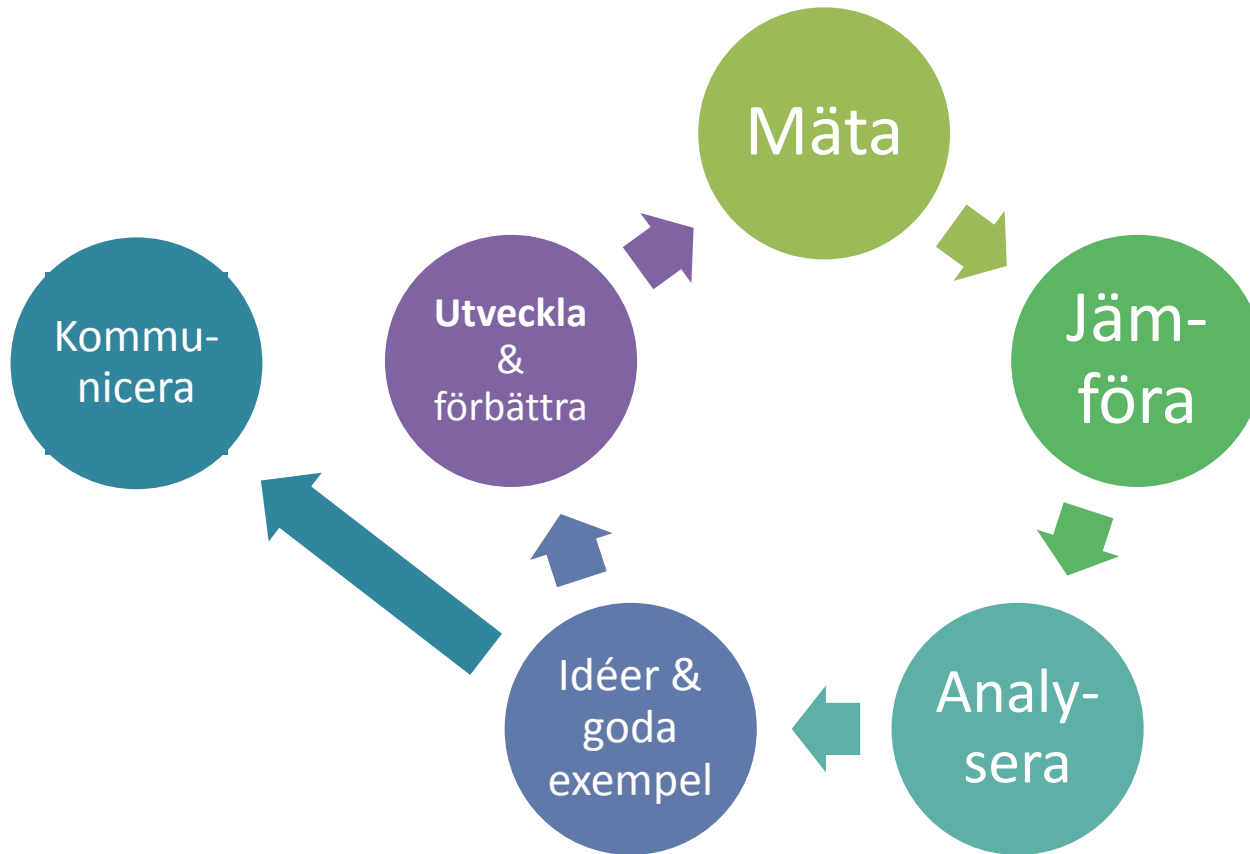 Mäta
Jäm-
föra
Analy-
sera
Idéer &
goda
exempel
Utveckla
&
förbättra
Kommu-
nicera